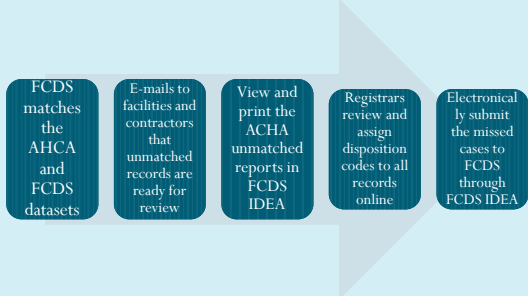 FCDS
matches
the
AHCA
and
FCDS
datasets
E-mails to
facilities and
contractors
that
unmatched
records are
ready for
review
View and
print the
ACHA
unmatched
reports in
FCDS
IDEA
Registrars
review and
assign
disposition
codes to all
records
online
Electronical
ly submit
the missed
cases to
FCDS
through
FCDS IDEA